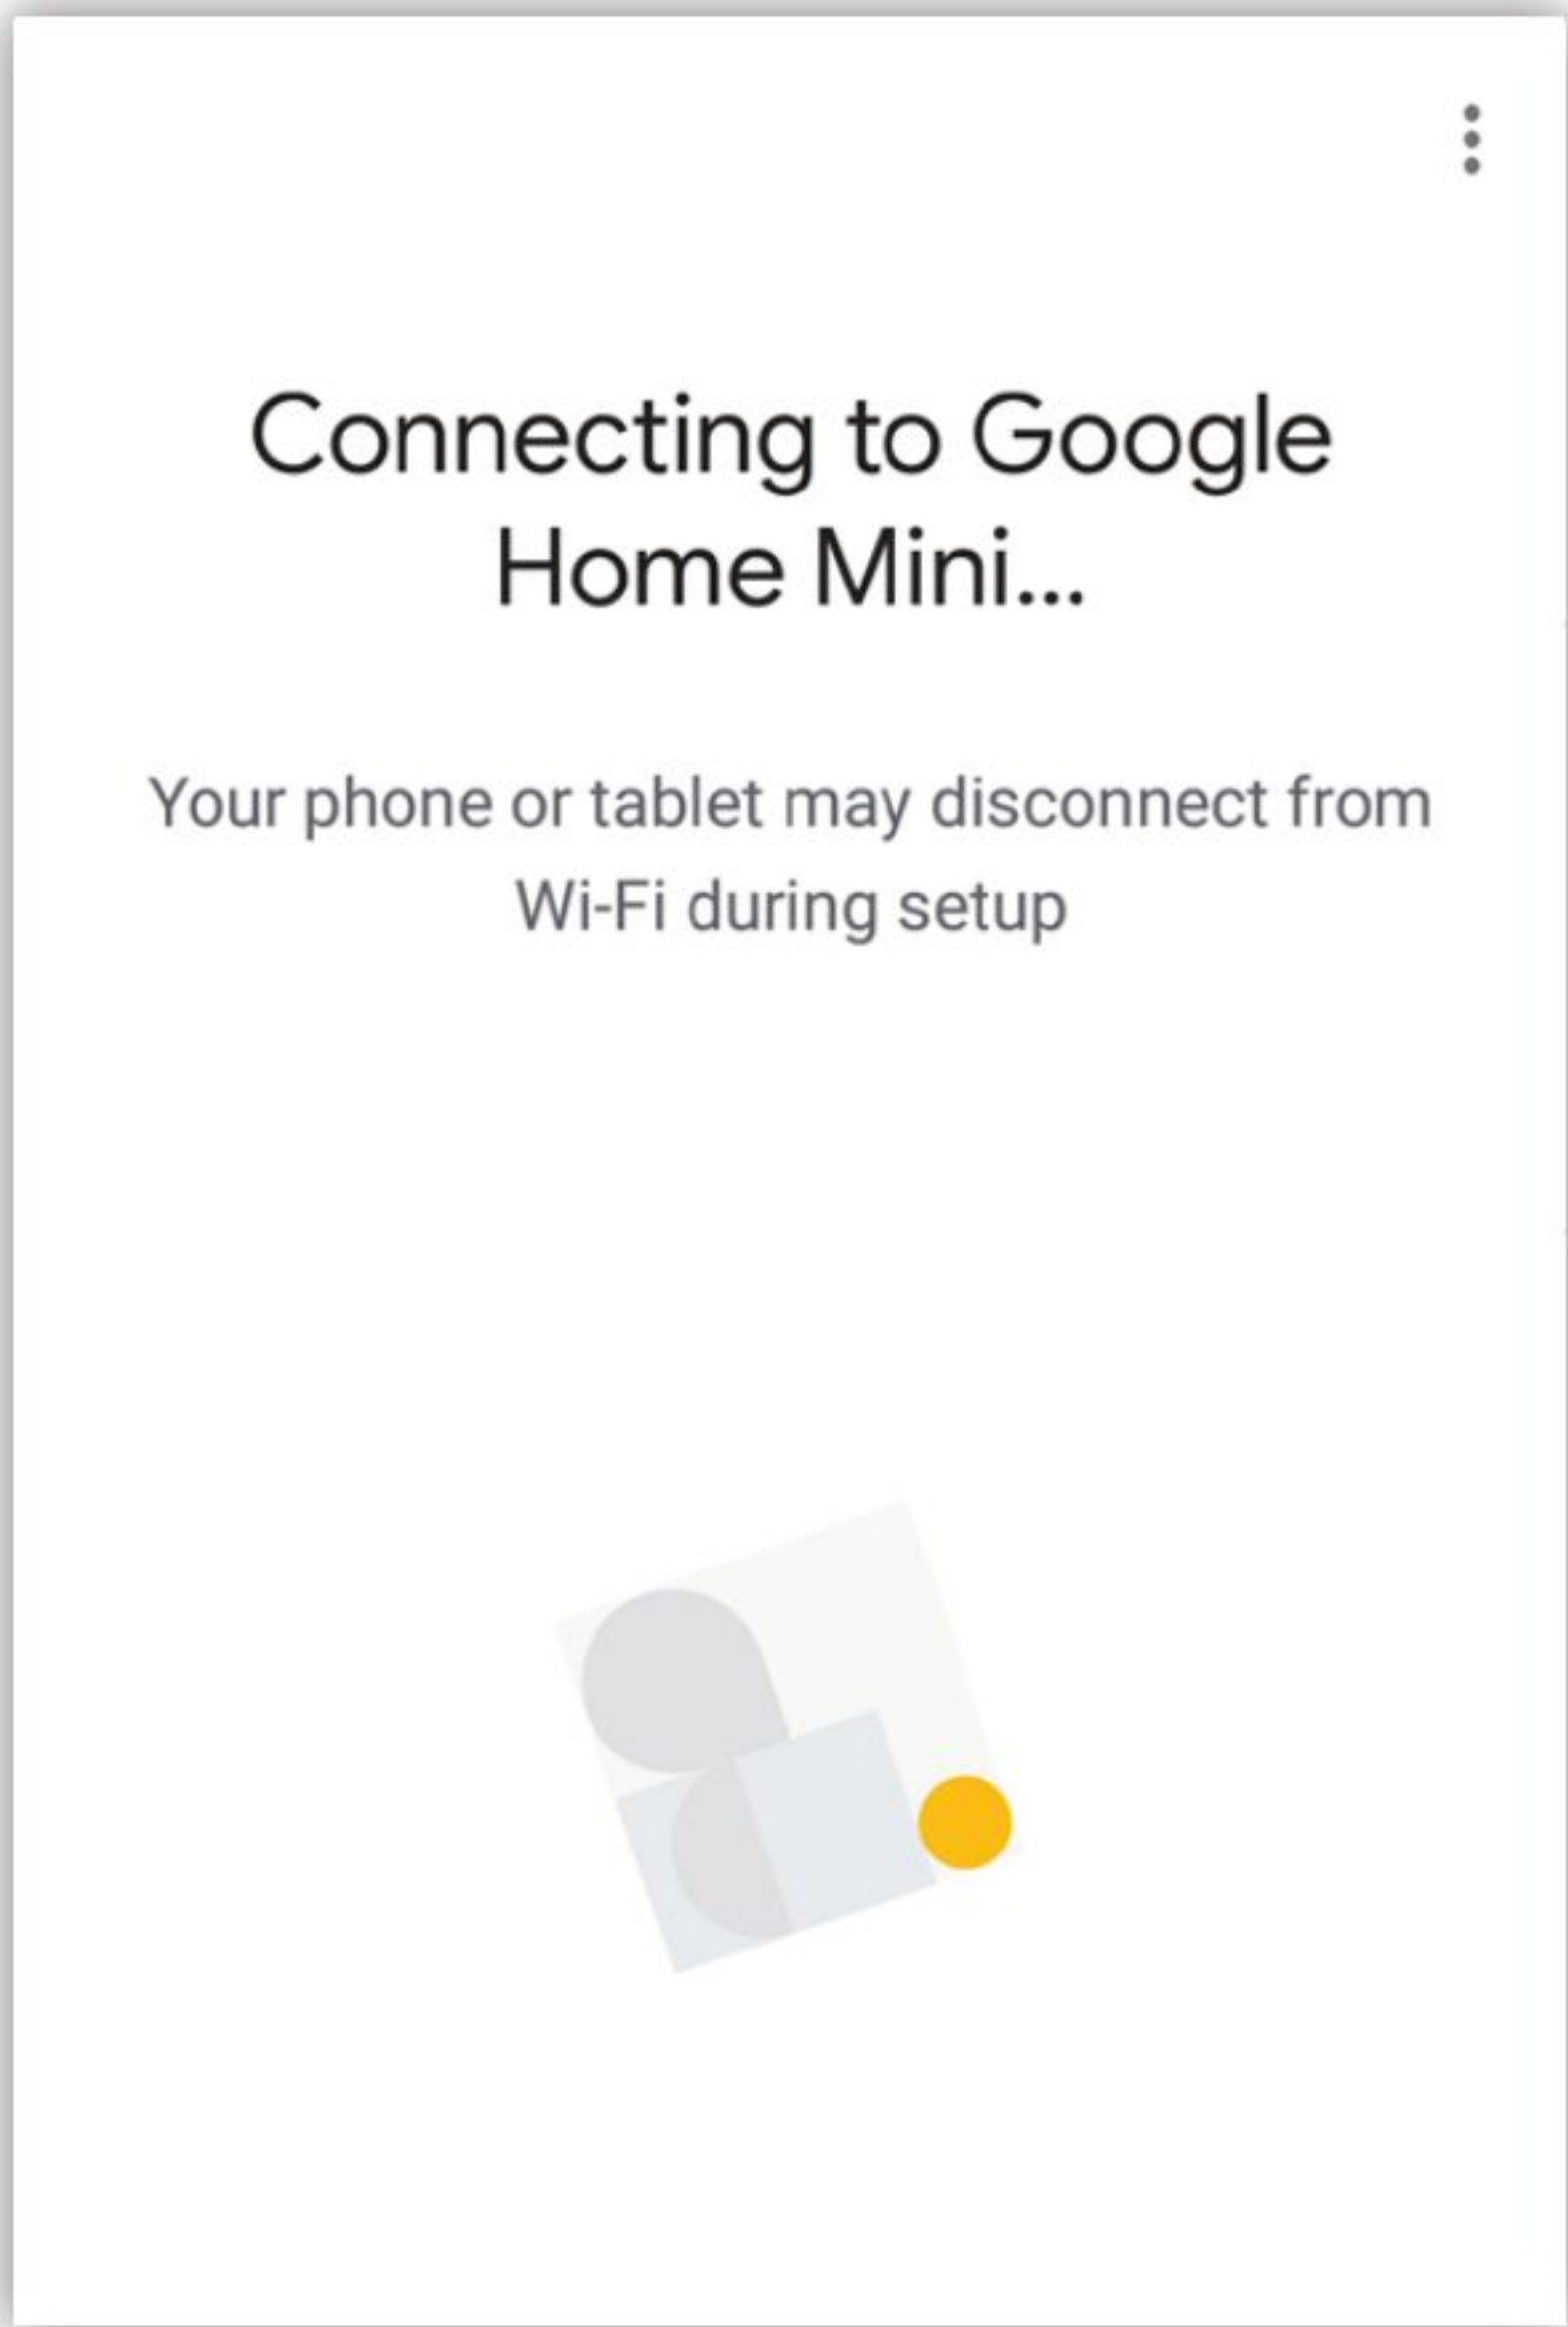 Connecting to Google
Home Mini...
Your phone or tablet may disconnect from
Wi-Fi during setup